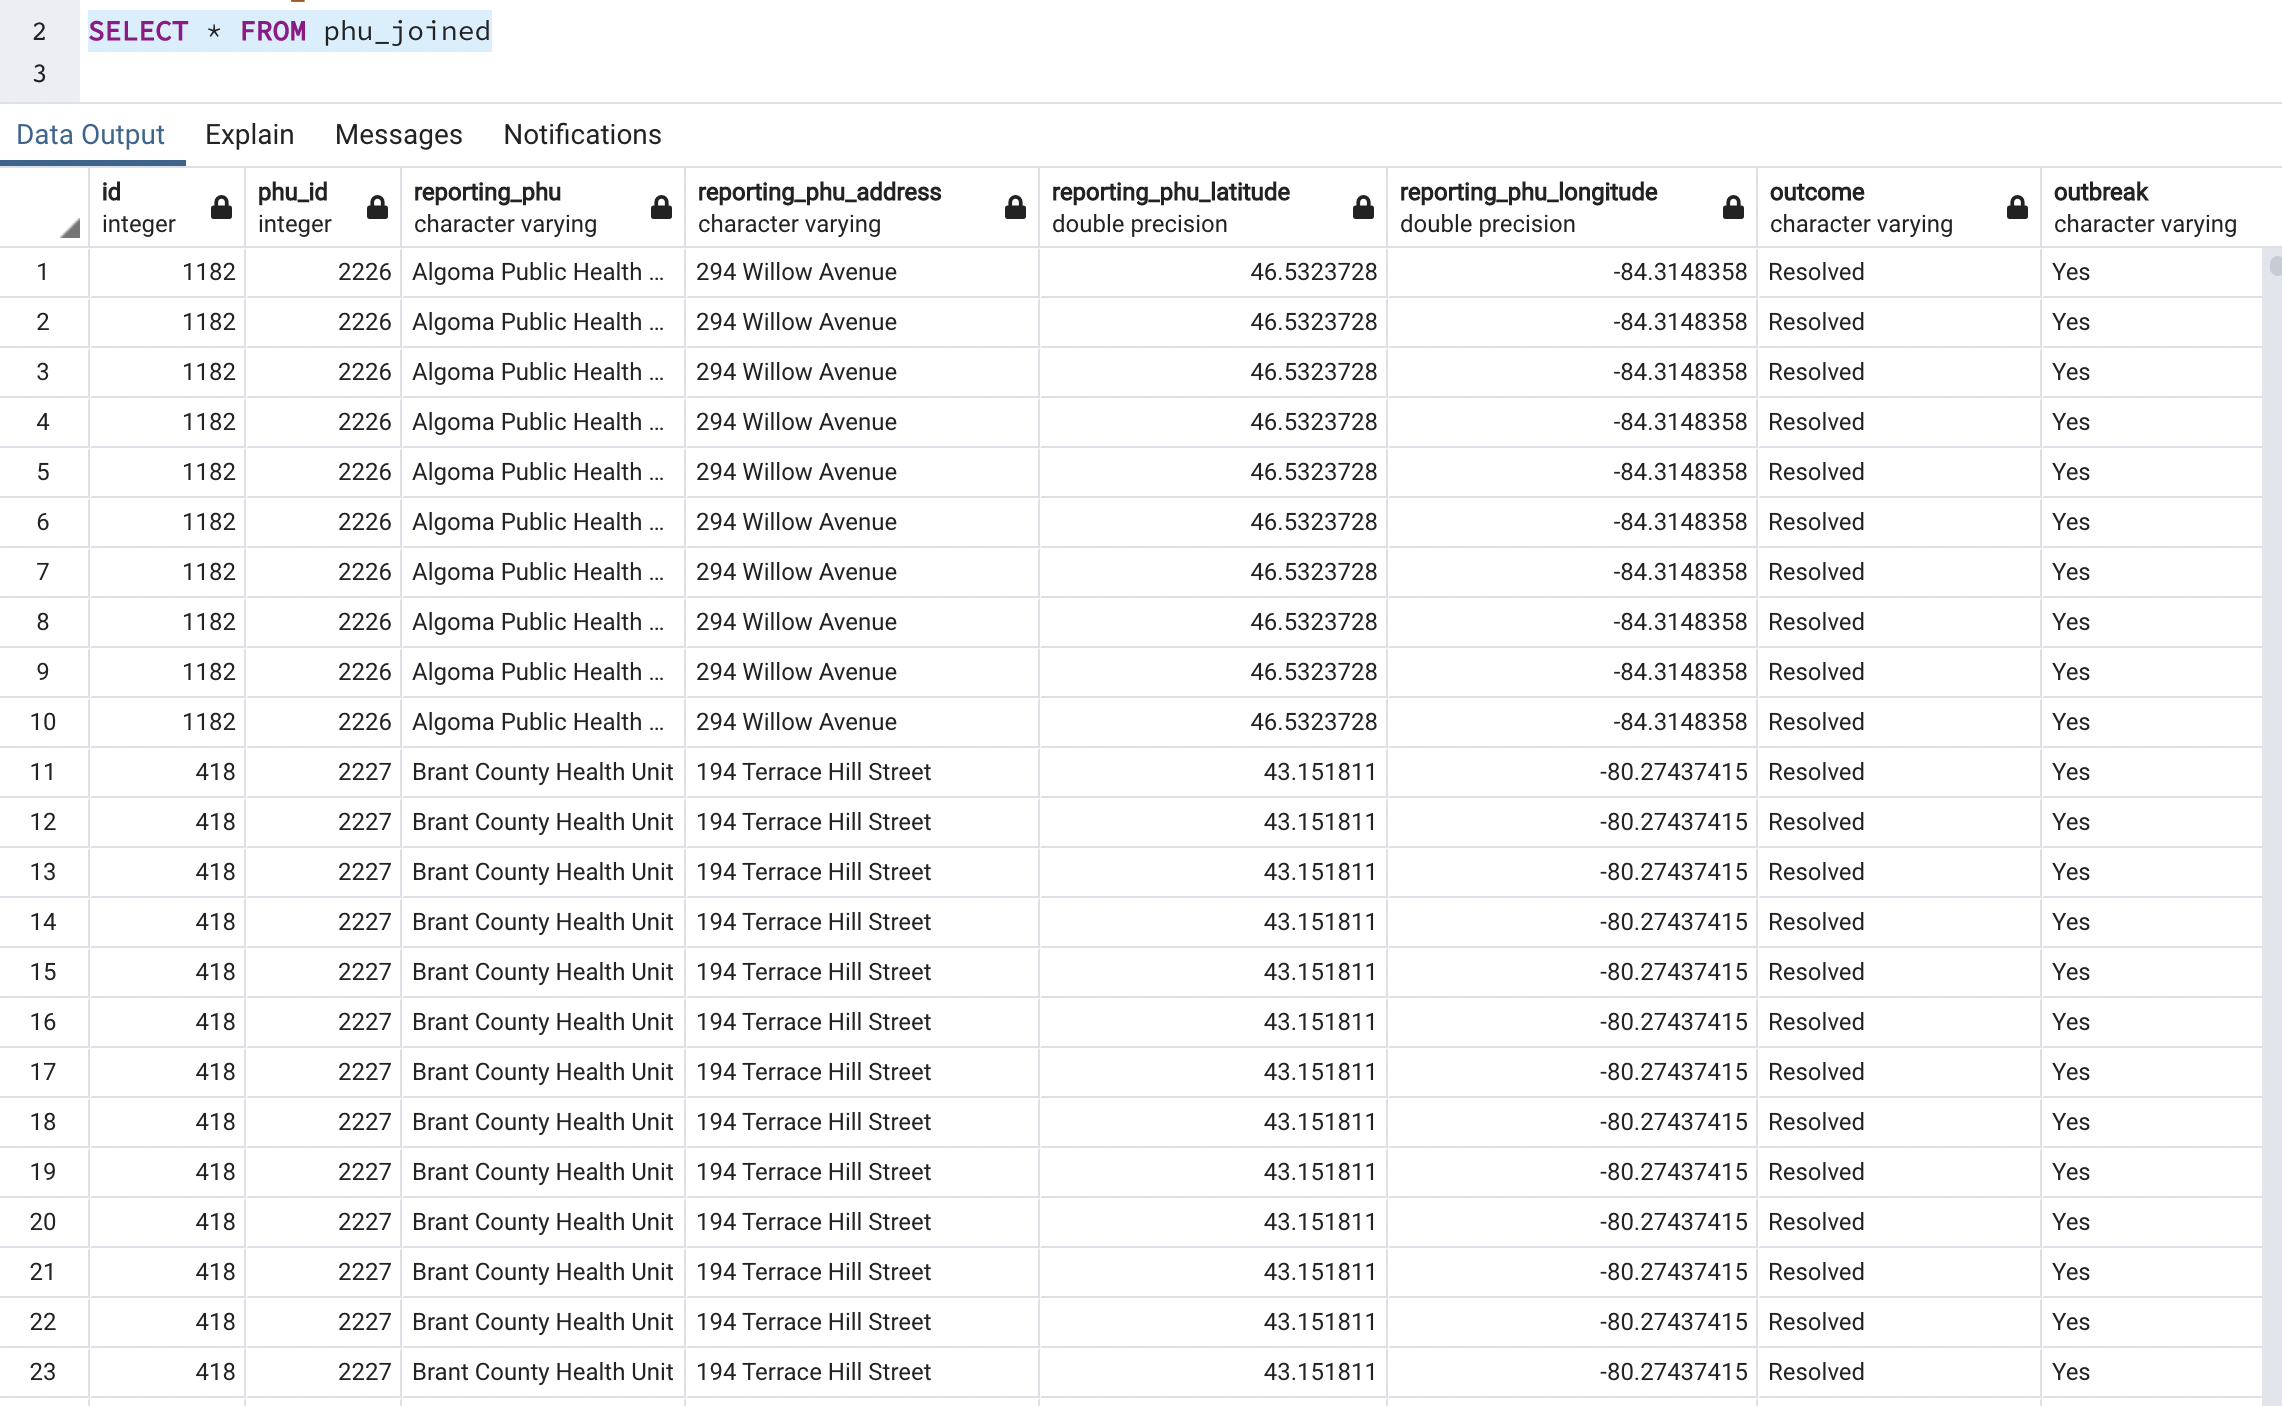 2 SELECT * FROM phu_joined
3
Data Output Explain Messages Notifications
id phu_id reporting_phu reporting_phu_address reporting_phu_latitude reporting_phu_longitude outcome outbreak
integer integer character varying character varying double precision double precision character varying character varying
1 1182 2226 Algoma Public Health ... 294 Willow Avenue 46.5323728 -84.3148358 Resolved Yes
2 1182 2226 Algoma Public Health ... 294 Willow Avenue 46.5323728 -84.3148358 Resolved Yes
3 1182 2226 Algoma Public Health ... 294 Willow Avenue 46.5323728 -84.3148358 Resolved Yes
4 1182 2226 Algoma Public Health ... 294 Willow Avenue 46.5323728 -84.3148358 Resolved Yes
5 1182 2226 Algoma Public Health ... 294 Willow Avenue 46.5323728 -84.3148358 Resolved Yes
6 1182 2226 Algoma Public Health ... 294 Willow Avenue 46.5323728 -84.3148358 Resolved Yes
7 1182 2226 Algoma Public Health ... 294 Willow Avenue 46.5323728 -84.3148358 Resolved Yes
8 1182 2226 Algoma Public Health ... 294 Willow Avenue 46.5323728 -84.3148358 Resolved Yes
9 1182 2226 Algoma Public Health ... 294 Willow Avenue 46.5323728 -84.3148358 Resolved Yes
10 1182 2226 Algoma Public Health ... 294 Willow Avenue 46.5323728 -84.3148358 Resolved Yes
11 418 2227 Brant County Health Unit 194 Terrace Hill Street 43.151811 -80.27437415 Resolved Yes
12 418 2227 Brant County Health Unit 194 Terrace Hill Street 43.151811 -80.27437415 Resolved Yes
13 418 2227 Brant County Health Unit 194 Terrace Hill Street 43.151811 -80.27437415 Resolved Yes
14 418 2227 Brant County Health Unit 194 Terrace Hill Street 43.151811 -80.27437415 Resolved Yes
15 418 2227 Brant County Health Unit 194 Terrace Hill Street 43.151811 -80.27437415 Resolved Yes
16 418 2227 Brant County Health Unit 194 Terrace Hill Street 43.151811 -80.27437415 Resolved Yes
17 418 2227 Brant County Health Unit 194 Terrace Hill Street 43.151811 -80.27437415 Resolved Yes
18 418 2227 Brant County Health Unit 194 Terrace Hill Street 43.151811 -80.27437415 Resolved Yes
19 418 2227 Brant County Health Unit 194 Terrace Hill Street 43.151811 -80.27437415 Resolved Yes
20 418 2227 Brant County Health Unit 194 Terrace Hill Street 43.151811 -80.27437415 Resolved Yes
21 418 2227 Brant County Health Unit 194 Terrace Hill Street 43.151811 -80.27437415 Resolved Yes
22 418 2227 Brant County Health Unit 194 Terrace Hill Street 43.151811 -80.27437415 Resolved Yes
23 418 2227 Brant County Health Unit 194 Terrace Hill Street 43.151811 -80.27437415 Resolved Yes